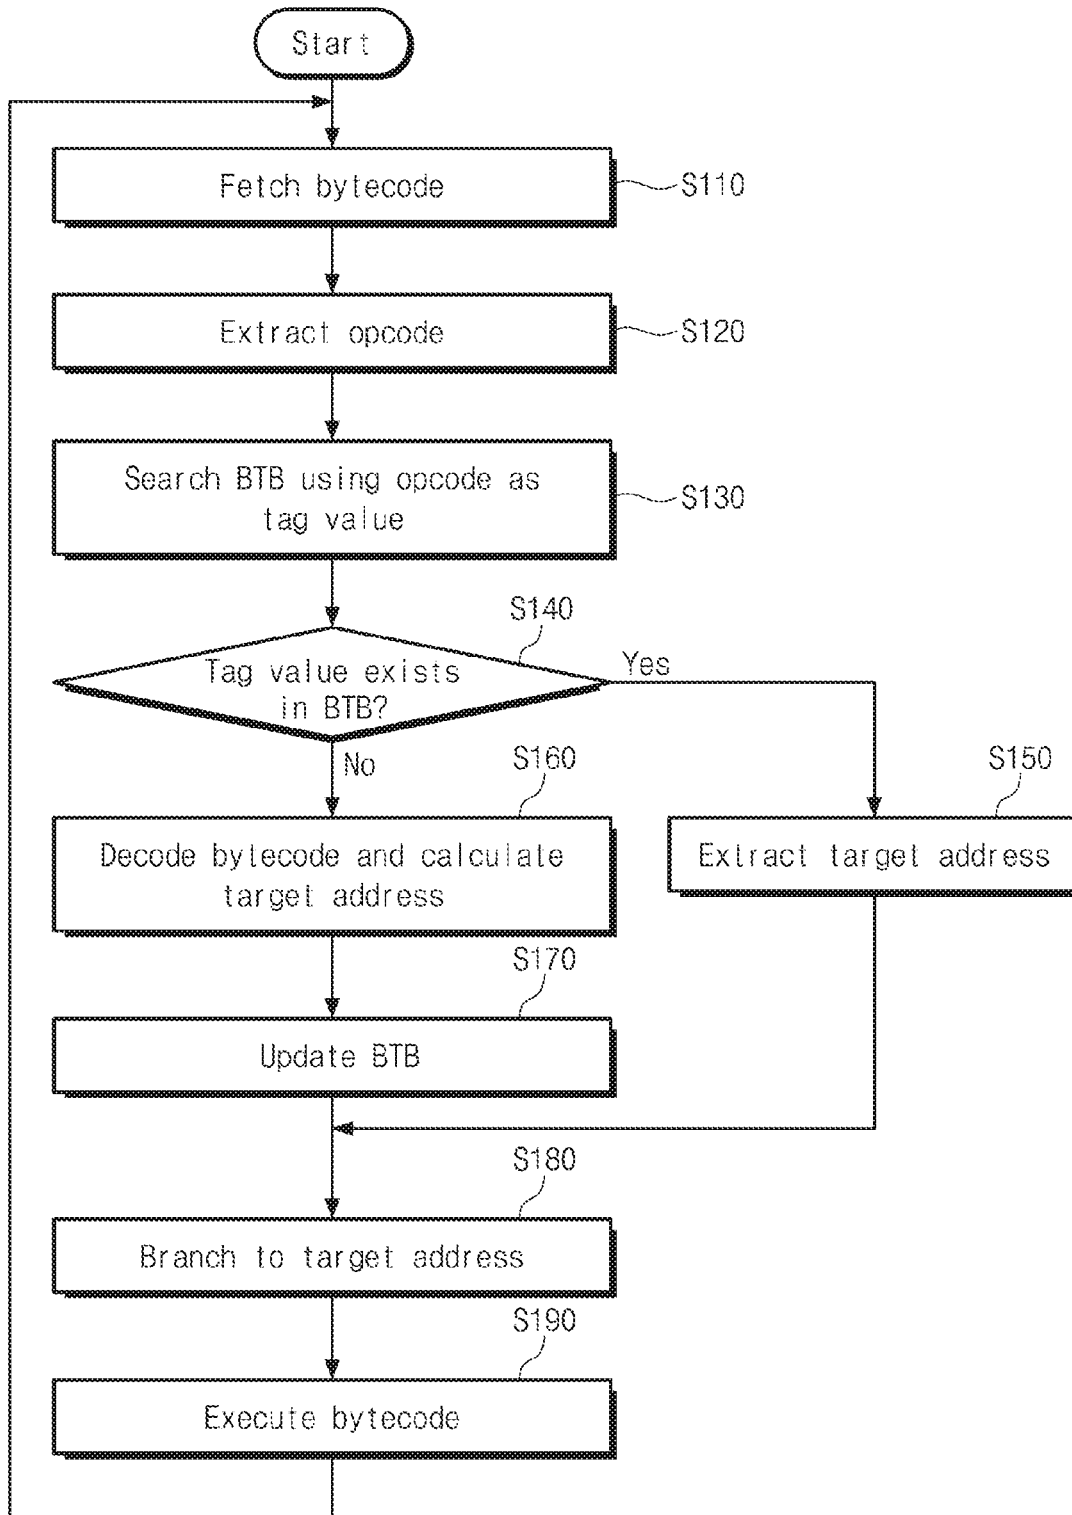 Start
Fetch bytecode
S110
Extract opcode
S120
Search BTB using opcode as
tag value
S130
S140
Tag value exists
in BTB?
Yes
No
S160
S150
Decode bytecode and calculate
target address
Extract target address
S170
Update BTB
S180
Branch to target address
S190
Execute bytecode